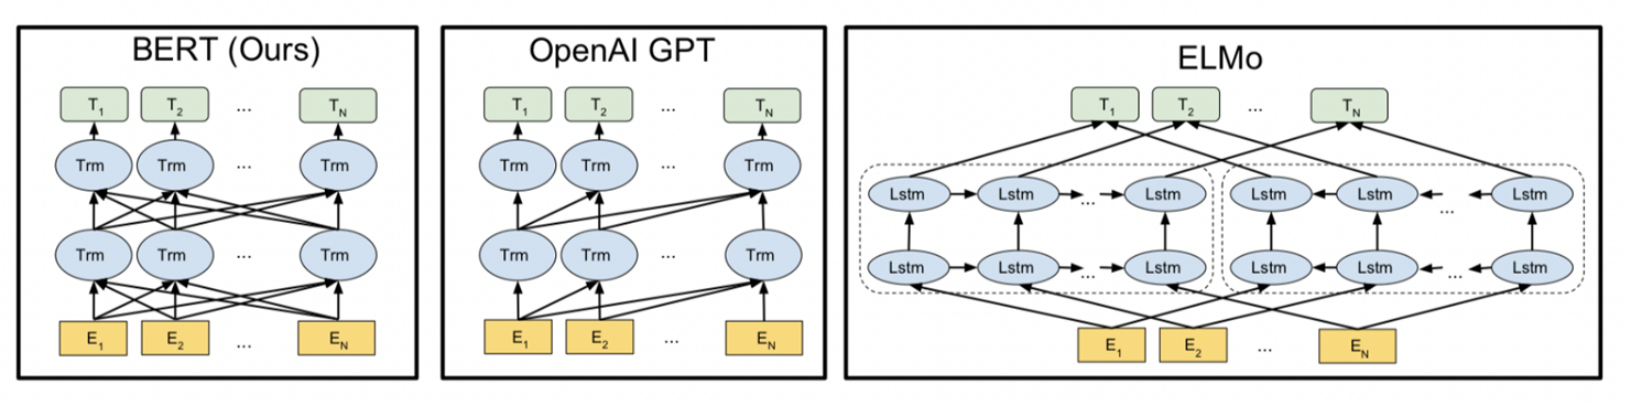 BERT (Ours)
T1 T2 ... TN
Trm Trm ... Trm
Trm Trm ... Trm
E1 E2 ... EN
OpenAI GPT
T1 T2 ... TN
Trm Trm ... Trm
Trm Trm ... Trm
E1 E2 ... EN
ELMo
T1 T2 ... TN
Lstm Lstm ... Lstm Lstm Lstm ... Lstm
Lstm Lstm ... Lstm Lstm Lstm ... Lstm
E1 E2 ... EN